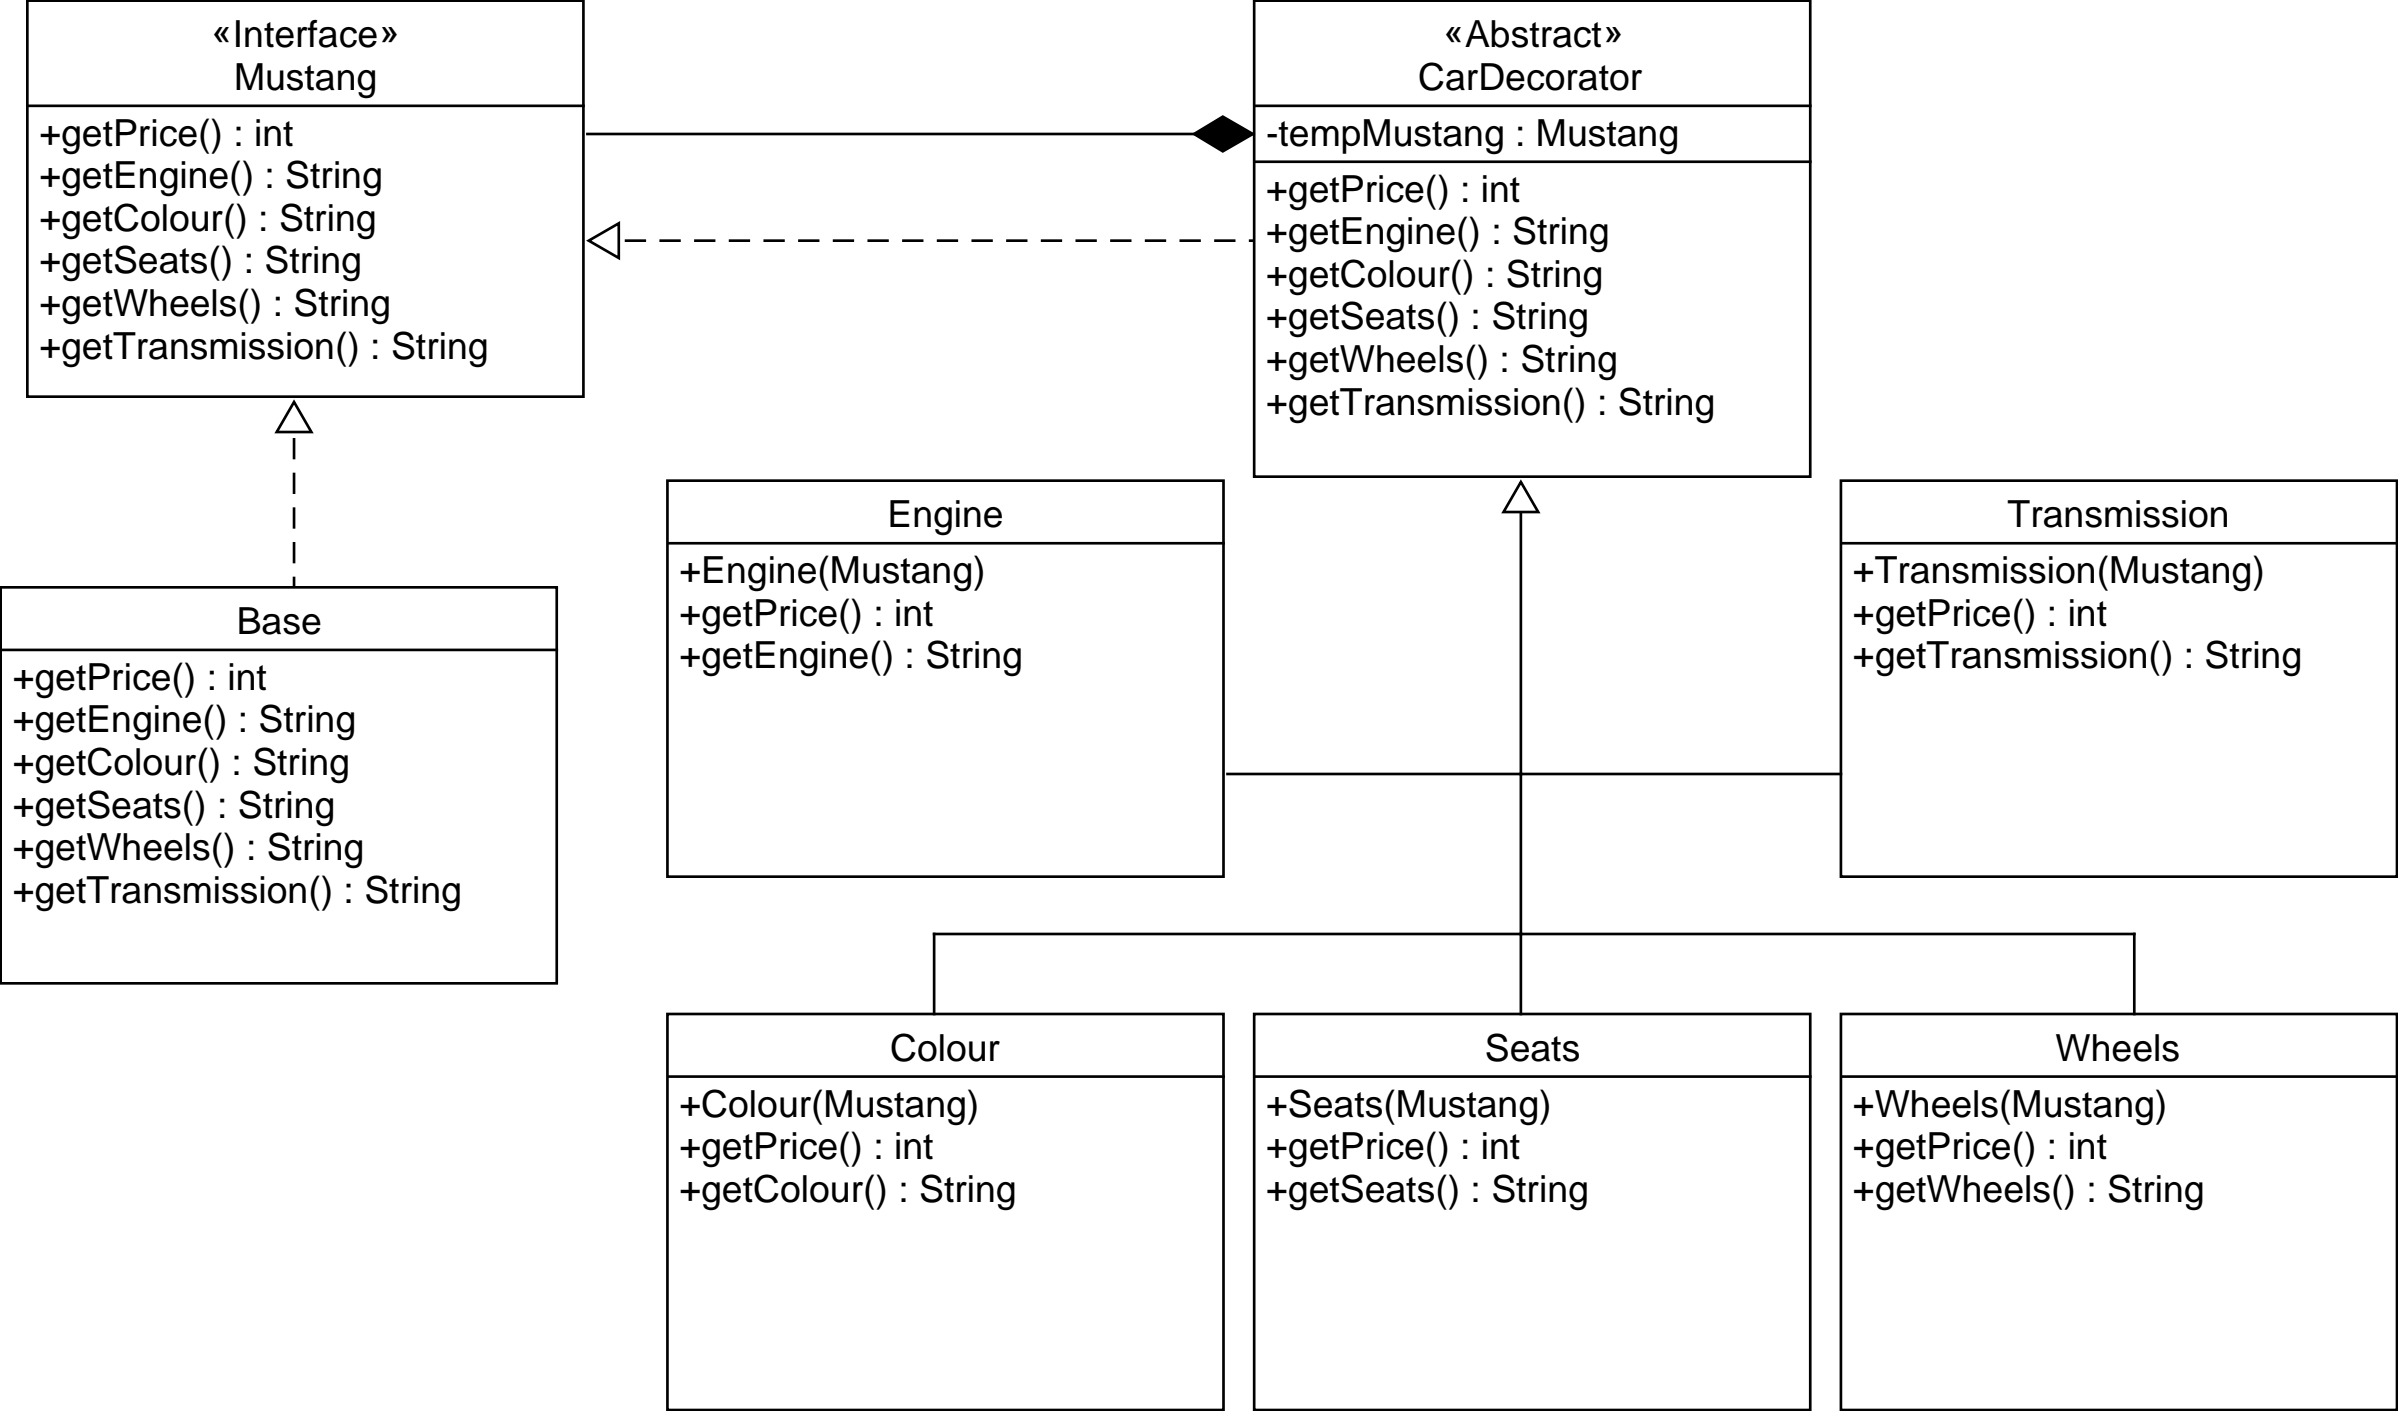 «Interface»
Mustang
+getPrice() : int
+getEngine() : String
+getColour() : String
+getSeats() : String
+getWheels() : String
+getTransmission() : String
«Abstract»
CarDecorator
-tempMustang : Mustang
+getPrice() : int
+getEngine() : String
+getColour() : String
+getSeats() : String
+getWheels() : String
+getTransmission() : String
Base
+getPrice() : int
+getEngine() : String
+getColour() : String
+getSeats() : String
+getWheels() : String
+getTransmission() : String
Engine
+Engine(Mustang)
+getPrice() : int
+getEngine() : String
Transmission
+Transmission(Mustang)
+getPrice() : int
+getTransmission() : String
Colour
+Colour(Mustang)
+getPrice() : int
+getColour() : String
Seats
+Seats(Mustang)
+getPrice() : int
+getSeats() : String
Wheels
+Wheels(Mustang)
+getPrice() : int
+getWheels() : String